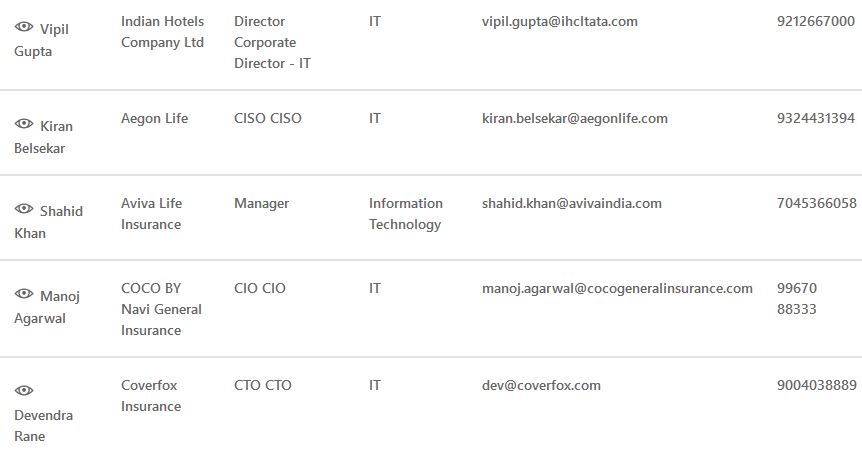 Vipil Gupta Indian Hotels Company Ltd Director Corporate Director - IT IT vipil.gupta@ihcltata.com 9212667000
Kiran Belsekar Aegon Life CISO CISO IT kiran.belsekar@aegonlife.com 9324431394
Shahid Khan Aviva Life Insurance Manager Information Technology shahid.khan@avivaindia.com 7045366058
Manoj Agarwal COCO BY Navi General Insurance CIO CIO IT manoj.agarwal@cocogeneralinsurance.com 99670 88333
Devendra Rane Coverfox Insurance CTO CTO IT dev@coverfox.com 9004038889